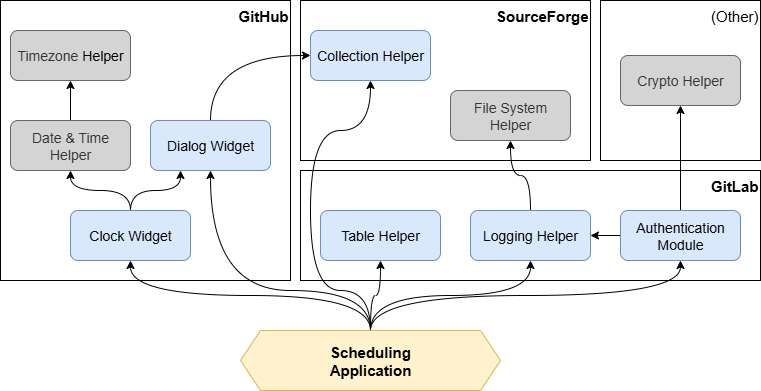 GitHub
SourceForge
(Other)
Timezone Helper
Collection Helper
Crypto Helper
File System
Helper
Date & Time
Helper
Dialog Widget
GitLab
Clock Widget
Table Helper
Logging Helper
Authentication
Module
Scheduling
Application